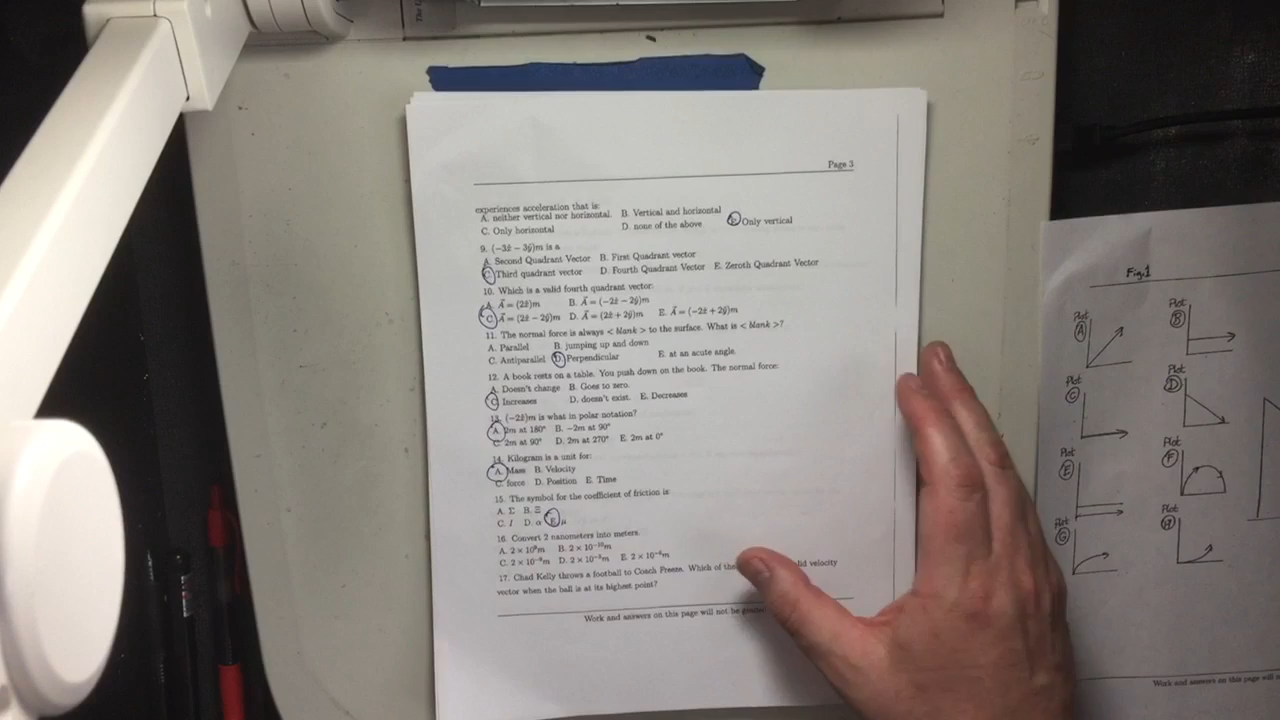 Page 3
experiences acceleration that is:
A. neither vertical nor horizontal. B. Vertical and horizontal
C. Only horizontal D. none of the above E. Only vertical
9. (−3x̂ − 3ŷ)m is a
A. Second Quadrant Vector B. First Quadrant vector
C. Third quadrant vector D. Fourth Quadrant Vector E. Zeroth Quadrant Vector
10. Which is a valid fourth quadrant vector:
A. A⃗ = (2x̂)m B. A⃗ = (−2x̂ − 2ŷ)m
C. A⃗ = (2x̂ − 2ŷ)m D. A⃗ = (2x̂ + 2ŷ)m E. A⃗ = (−2x̂ + 2ŷ)m
11. The normal force is always < blank > to the surface. What is < blank >?
A. Parallel B. jumping up and down
C. Antiparallel D. Perpendicular E. at an acute angle.
12. A book rests on a table. You push down on the book. The normal force:
A. Doesn't change B. Goes to zero.
C. Increases D. doesn't exist. E. Decreases
13. (−2x̂)m is what in polar notation?
A. 2m at 180° B. −2m at 90°
C. 2m at 90° D. 2m at 270° E. 2m at 0°
14. Kilogram is a unit for:
A. Mass B. Velocity
C. force D. Position E. Time
15. The symbol for the coefficient of friction is
A. Σ B. Ξ
C. I D. α E. μ
16. Convert 2 nanometers into meters.
A. 2 × 10⁹m B. 2 × 10⁻¹⁰m
C. 2 × 10⁻⁹m D. 2 × 10⁻³m
17. Chad Kelly throws a football to Coach Freeze. Which of the lid velocity
vector when the ball is at its highest point?
Work and answers on this page will not be
Fig.1
Plot A
Plot B
Plot C
Plot D
Plot E
Plot F
Plot G
Plot H
Work and answers on this page will